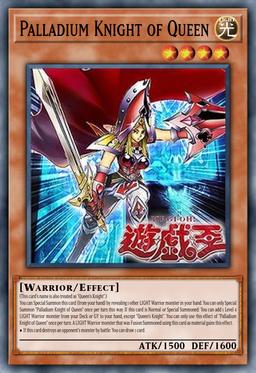 PALLADIUM KNIGHT OF QUEEN
光
YU-GI-OH!
遊戯王
[WARRIOR/EFFECT]
(This card's name is also treated as "Queen's Knight".)
You can Special Summon this card (from your hand) by revealing 1 other LIGHT Warrior monster in your hand. You can only Special
Summon "Palladium Knight of Queen" once per turn this way. If this card is Normal or Special Summoned: You can add 1 Level 4
LIGHT Warrior monster from your Deck or GY to your hand, except "Queen's Knight". You can only use this effect of "Palladium
Knight of Queen" once per turn. A LIGHT Warrior monster that was Fusion Summoned using this card as material gains this effect.
● If this card destroys an opponent's monster by battle: You can draw 1 card.
ATK/1500 DEF/1600